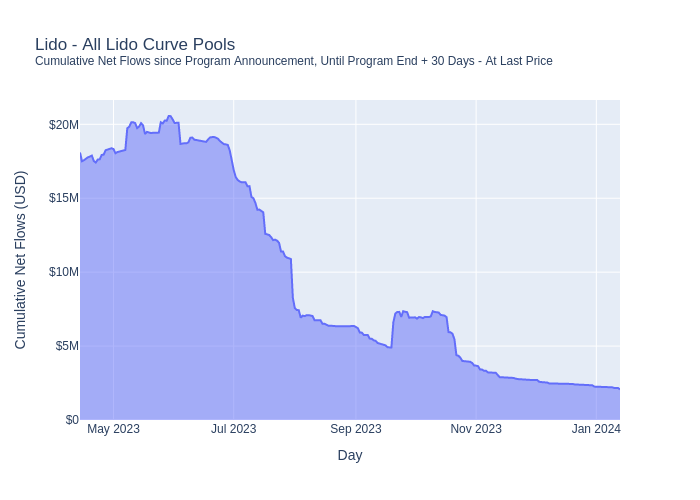 Lido - All Lido Curve Pools
Cumulative Net Flows since Program Announcement, Until Program End + 30 Days - At Last Price
Cumulative Net Flows (USD)
$20M
$15M
$10M
$5M
$0
May 2023 Jul 2023 Sep 2023 Nov 2023 Jan 2024
Day